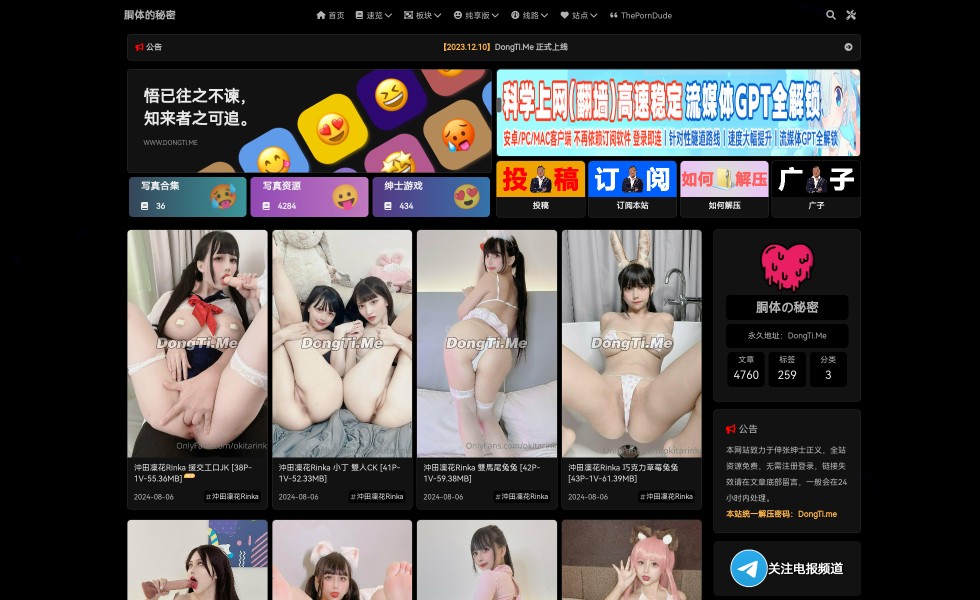 胴体的秘密
首页 速览 板块 纯享版 线路 站点 ThePornDude
公告
【2023.12.10】DongTi.Me 正式上线
悟已往之不谏,
知来者之可追。
WWW.DONGTI.ME
科学上网(翻墙)高速稳定 流媒体GPT全解锁
安卓/PC/MAC客户端 不再依赖订阅软件 登录即连 | 针对性隧道路线 | 速度大幅提升 | 流媒体GPT全解锁
写真合集
36
写真资源
4284
绅士游戏
434
投 稿
投稿
订 阅
订阅本站
如何 解压
如何解压
广 子
广子
DongTi.Me
DongTi.Me
DongTi.Me
DongTi.Me
OnlyFans.com/okitarink
OnlyFans.com/okitarink
冲田凜花Rinka 援交工口JK [38P-
1V-55.36MB]
2024-08-06 #冲田凜花Rinka
冲田凜花Rinka 小丁 雙人CK [41P-
1V-52.33MB]
2024-08-06 #冲田凜花Rinka
冲田凜花Rinka 雙馬尾兔兔 [42P-
1V-59.38MB]
2024-08-06 #冲田凜花Rinka
冲田凜花Rinka 巧克力草莓兔兔
[43P-1V-61.39MB]
2024-08-06 #冲田凜花Rinka
胴体の秘密
永久地址：DongTi.Me
文章 标签 分类
4760 259 3
公告
本网站致力于伸张绅士正义，全站
资源免费，无需注册登录，链接失
效请在文章底部留言，一般会在24
小时内处理。
本站统一解压密码：DongTi.me
关注电报频道